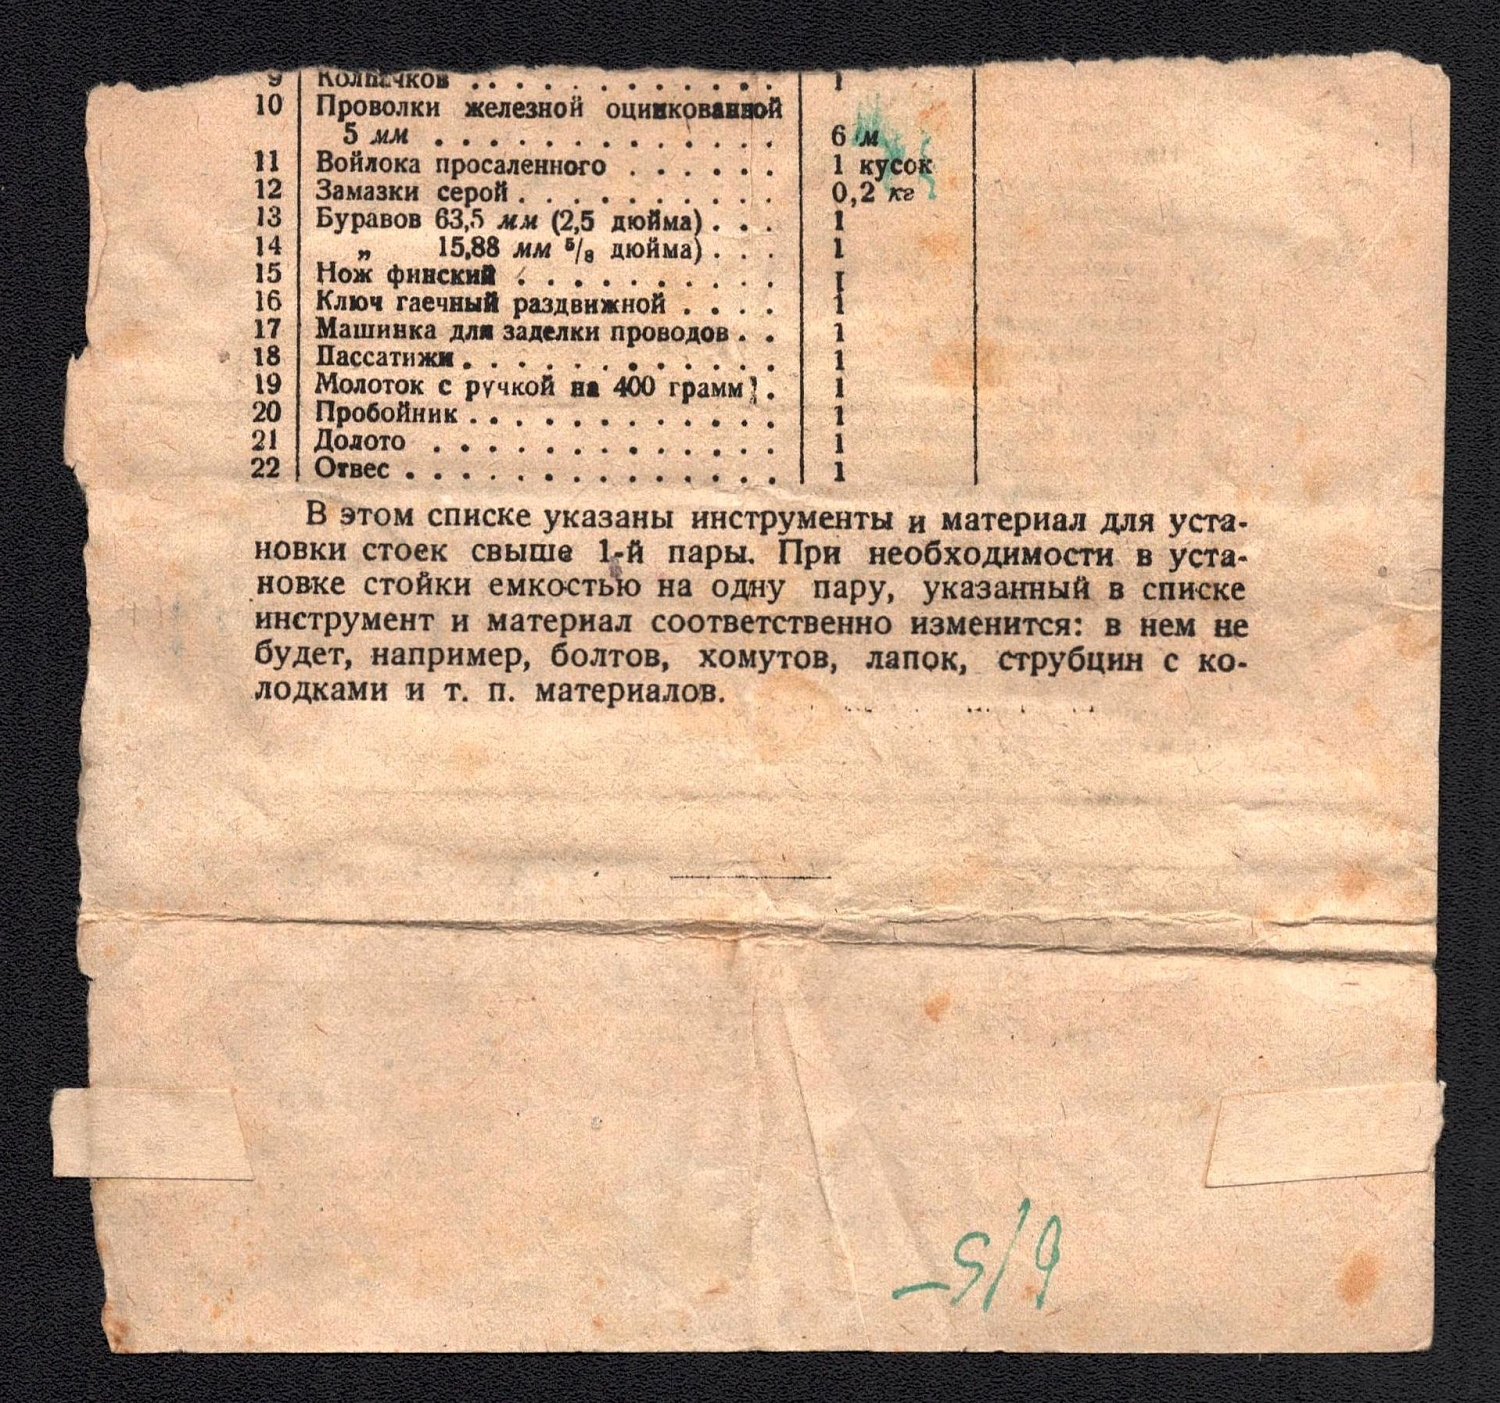 9 Колпачков . . . . . . . . . . . 1
10 Проволки железной оцинкованной
5 мм . . . . . . . . . . . . . 6 м
11 Войлока просаленного . . . . . . 1 кусок
12 Замазки серой . . . . . . . . . . 0,2 кг
13 Буравов 63,5 мм (2,5 дюйма) . . . 1
14 „ 15,88 мм ⁵/₈ дюйма) . . . 1
15 Нож финский . . . . . . . . . . 1
16 Ключ гаечный раздвижной . . . . 1
17 Машинка для заделки проводов . . 1
18 Пассатижи . . . . . . . . . . . . 1
19 Молоток с ручкой на 400 грамм . 1
20 Пробойник . . . . . . . . . . . . 1
21 Долото . . . . . . . . . . . . . 1
22 Отвес . . . . . . . . . . . . . . 1
В этом списке указаны инструменты и материал для уста-
новки стоек свыше 1-й пары. При необходимости в уста-
новке стойки емкостью на одну пару, указанный в списке
инструмент и материал соответственно изменится: в нем не
будет, например, болтов, хомутов, лапок, струбцин с ко-
лодками и т. п. материалов.